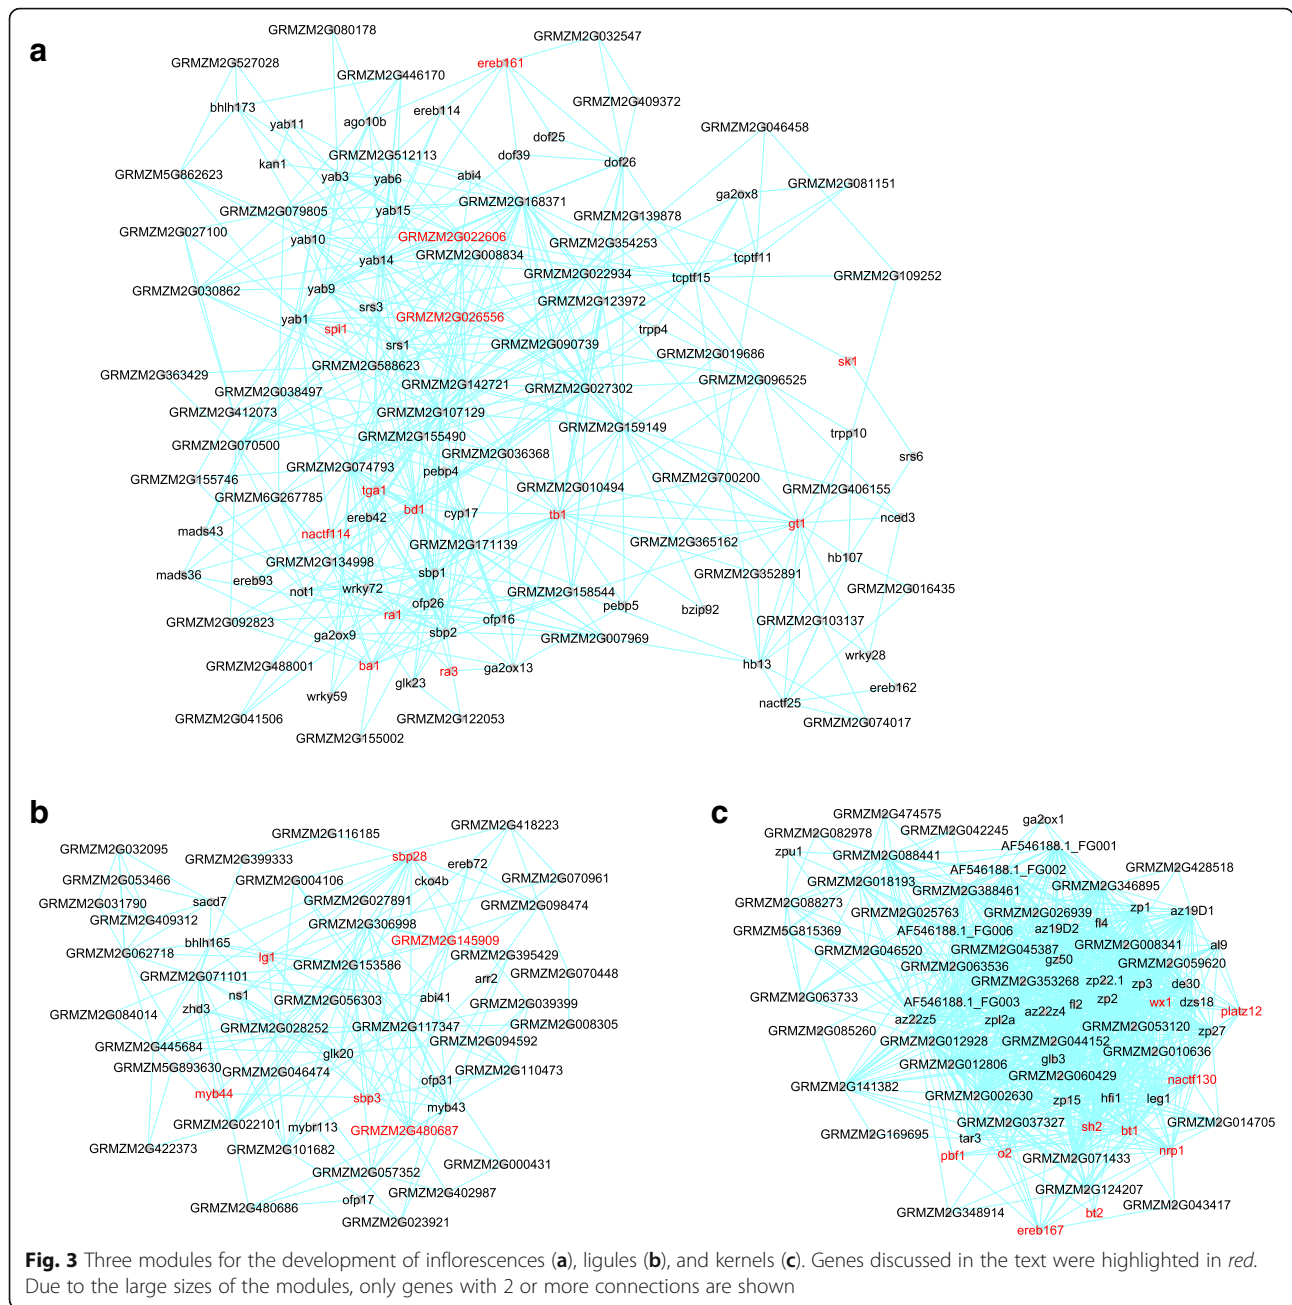 a
GRMZM2G080178
GRMZM2G032547
GRMZM2G527028
ereb161
GRMZM2G446170
GRMZM2G409372
bhlh173
ereb114
yab11
ago10b
GRMZM2G046458
dof25
GRMZM2G512113
dof39
dof26
kan1
GRMZM5G862623
yab3
yab6
abi4
GRMZM2G081151
ga2ox8
GRMZM2G168371
GRMZM2G079805
yab15
GRMZM2G139878
GRMZM2G027100
yab10
GRMZM2G022606
GRMZM2G354253
GRMZM2G008834
yab14
tcptf11
GRMZM2G022934
tcptf15
GRMZM2G109252
GRMZM2G030862
yab9
GRMZM2G123972
srs3
yab1
GRMZM2G026556
spi1
trpp4
srs1
GRMZM2G090739
GRMZM2G019686
sk1
GRMZM2G588623
GRMZM2G363429
GRMZM2G142721
GRMZM2G096525
GRMZM2G038497
GRMZM2G027302
GRMZM2G412073
GRMZM2G107129
GRMZM2G159149
GRMZM2G155490
trpp10
GRMZM2G070500
GRMZM2G036368
srs6
GRMZM2G074793
pebp4
GRMZM2G155746
GRMZM2G700200
GRMZM2G010494
GRMZM2G406155
tga1
GRMZM6G267785
bd1
cyp17
tb1
ereb42
nced3
gt1
mads43
nactf114
GRMZM2G171139
GRMZM2G365162
hb107
GRMZM2G134998
mads36
sbp1
GRMZM2G352891
ereb93
not1
wrky72
GRMZM2G158544
GRMZM2G016435
ofp26
pebp5
bzip92
ra1
GRMZM2G092823
ofp16
GRMZM2G103137
ga2ox9
sbp2
GRMZM2G007969
GRMZM2G488001
ba1
ra3
ga2ox13
hb13
wrky28
glk23
ereb162
wrky59
nactf25
GRMZM2G041506
GRMZM2G122053
GRMZM2G074017
GRMZM2G155002
b
GRMZM2G418223
GRMZM2G116185
GRMZM2G032095
GRMZM2G399333
sbp28
ereb72
GRMZM2G053466
GRMZM2G004106
cko4b
GRMZM2G070961
GRMZM2G031790
sacd7
GRMZM2G027891
GRMZM2G098474
GRMZM2G409312
GRMZM2G306998
bhlh165
GRMZM2G145909
GRMZM2G062718
lg1
GRMZM2G395429
GRMZM2G153586
GRMZM2G071101
arr2
GRMZM2G070448
ns1
GRMZM2G056303
abi41
GRMZM2G039399
zhd3
GRMZM2G084014
GRMZM2G028252
GRMZM2G117347
GRMZM2G008305
GRMZM2G094592
GRMZM2G445684
glk20
GRMZM5G893630
GRMZM2G046474
GRMZM2G110473
ofp31
myb44
sbp3
myb43
GRMZM2G022101
mybr113
GRMZM2G480687
GRMZM2G422373
GRMZM2G101682
GRMZM2G000431
GRMZM2G057352
GRMZM2G402987
ofp17
GRMZM2G480686
GRMZM2G023921
c
GRMZM2G474575
ga2ox1
GRMZM2G082978
GRMZM2G042245
zpu1
GRMZM2G088441
AF546188.1_FG001
AF546188.1_FG002
GRMZM2G428518
GRMZM2G018193
GRMZM2G388461
GRMZM2G346895
GRMZM2G088273
GRMZM2G025763
GRMZM2G026939
zp1
az19D1
fl4
GRMZM5G815369
AF546188.1_FG006
az19D2
GRMZM2G046520
GRMZM2G045387
GRMZM2G008341
al9
gz50
GRMZM2G063536
GRMZM2G059620
GRMZM2G353268
zp22.1
zp3
de30
GRMZM2G063733
AF546188.1_FG003
fl2
zp2
wx1
dzs18
az22z4
platz12
az22z5
zpl2a
GRMZM2G085260
GRMZM2G053120
zp27
GRMZM2G012928
GRMZM2G044152
GRMZM2G010636
GRMZM2G012806
glb3
GRMZM2G060429
nactf130
GRMZM2G141382
GRMZM2G002630
zp15
hfi1
leg1
GRMZM2G037327
sh2
bt1
GRMZM2G014705
GRMZM2G169695
tar3
pbf1
o2
GRMZM2G071433
nrp1
GRMZM2G124207
GRMZM2G043417
GRMZM2G348914
bt2
ereb167
Fig. 3 Three modules for the development of inflorescences (a), ligules (b), and kernels (c). Genes discussed in the text were highlighted in red.
Due to the large sizes of the modules, only genes with 2 or more connections are shown